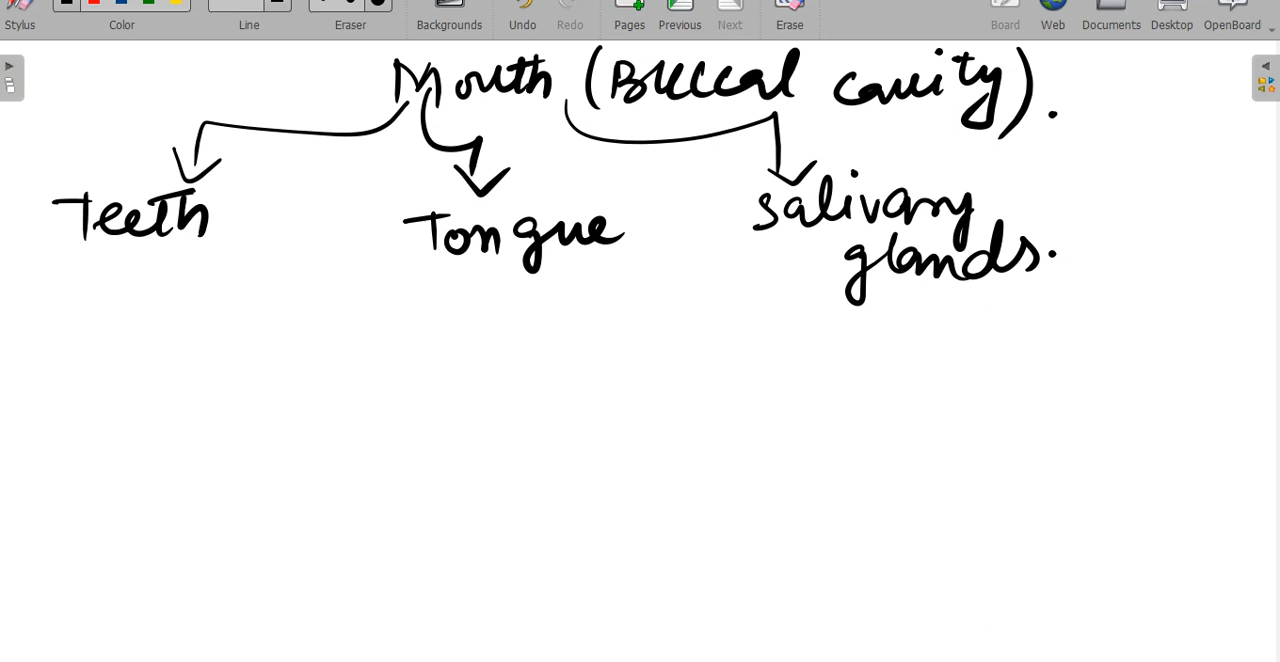 Stylus Color Line Eraser Backgrounds Undo Redo Pages Previous Next Erase Board Web Documents Desktop OpenBoard
Mouth (Buccal cavity).
Teeth Tongue Salivary
glands.